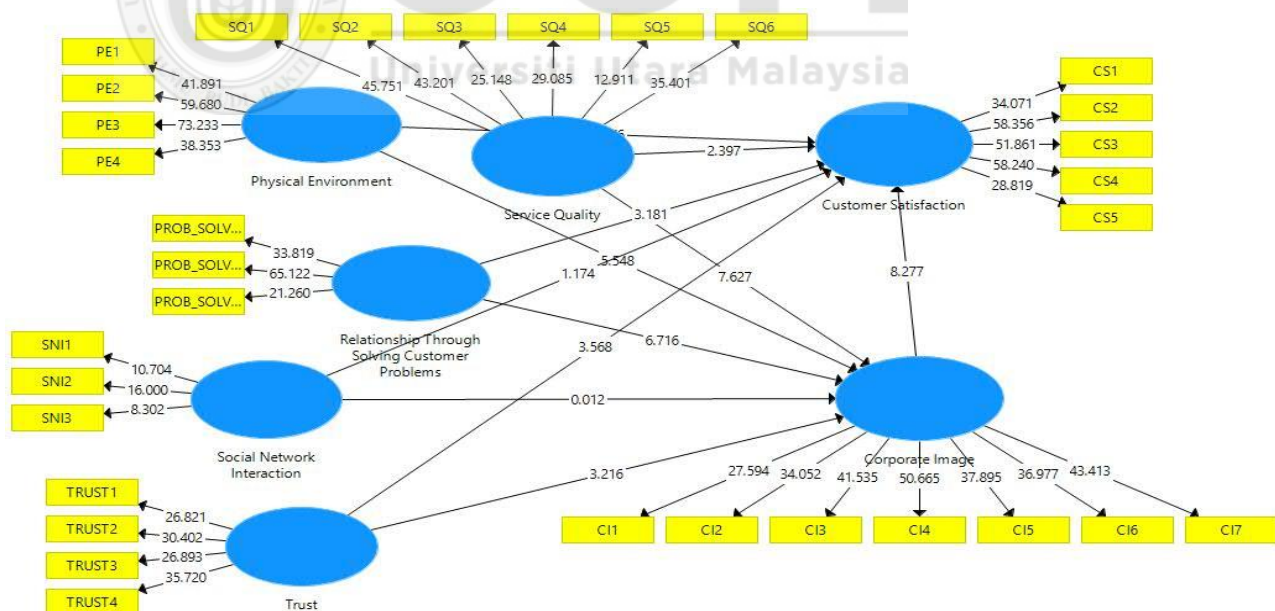 SQ1 SQ2 SQ3 SQ4 SQ5 SQ6
45.751 43.201 25.148 29.085 12.911 35.401
Universiti Utara Malaysia
PE1
PE2
PE3
PE4
41.891
59.680
73.233
38.353
Physical Environment
Service Quality
2.397
Customer Satisfaction
CS1
CS2
CS3
CS4
CS5
34.071
58.356
51.861
58.240
28.819
PROB_SOLV...
PROB_SOLV...
PROB_SOLV...
33.819
65.122
21.260
Relationship Through
Solving Customer
Problems
3.181
1.174
5.548
7.627
8.277
6.716
3.568
SNI1
SNI2
SNI3
10.704
16.000
8.302
Social Network
Interaction
0.012
3.216
Corporate Image
27.594 34.052 41.535 50.665 37.895 36.977 43.413
CI1 CI2 CI3 CI4 CI5 CI6 CI7
TRUST1
TRUST2
TRUST3
TRUST4
26.821
30.402
26.893
35.720
Trust